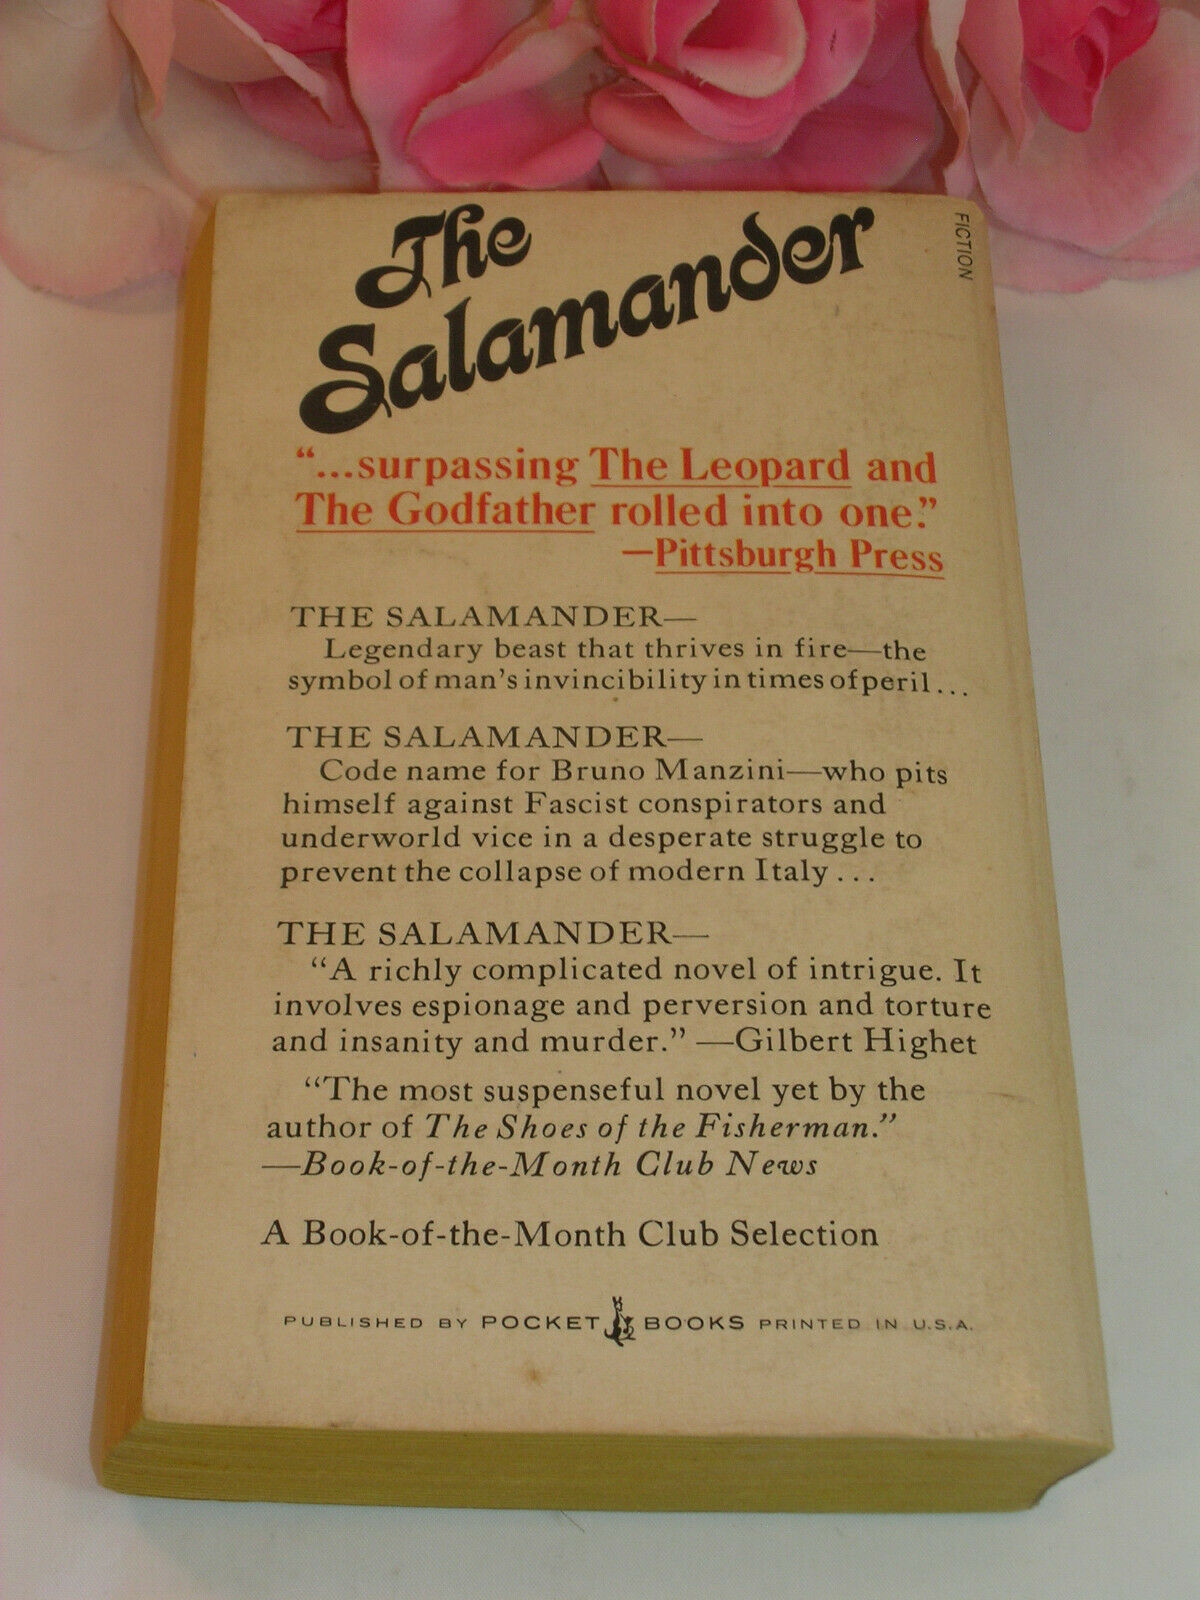 The
Salamander
FICTION
“...surpassing The Leopard and
The Godfather rolled into one.”
—Pittsburgh Press
THE SALAMANDER—
Legendary beast that thrives in fire—the
symbol of man's invincibility in times of peril...
THE SALAMANDER—
Code name for Bruno Manzini—who pits
himself against Fascist conspirators and
underworld vice in a desperate struggle to
prevent the collapse of modern Italy...
THE SALAMANDER—
“A richly complicated novel of intrigue. It
involves espionage and perversion and torture
and insanity and murder.” —Gilbert Highet
“The most suspenseful novel yet by the
author of The Shoes of the Fisherman.”
—Book-of-the-Month Club News
A Book-of-the-Month Club Selection
PUBLISHED BY POCKET BOOKS PRINTED IN U.S.A.